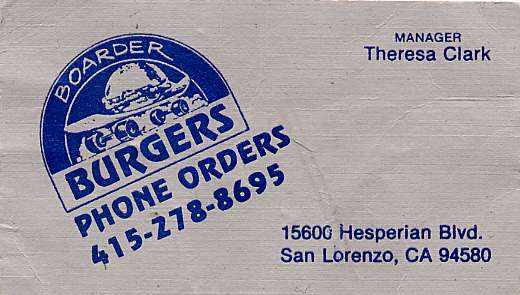 BOARDER
BURGERS
PHONE ORDERS
415-278-8695
MANAGER
Theresa Clark
15600 Hesperian Blvd.
San Lorenzo, CA 94580